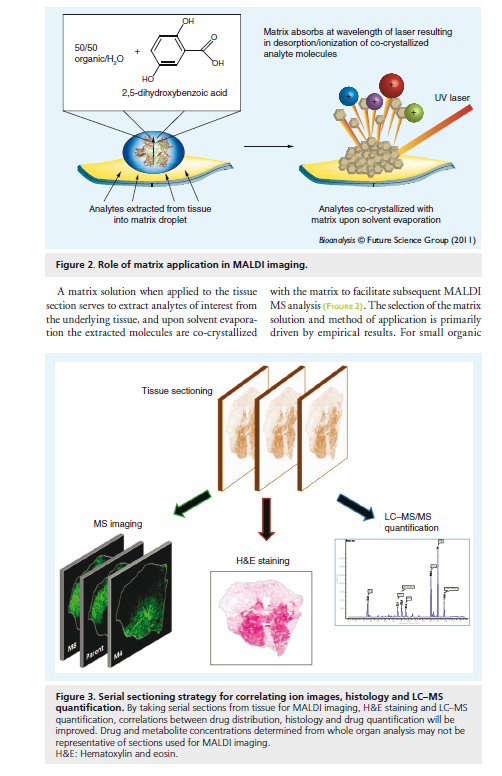 OH
50/50
organic/H₂O
+
O
OH
HO
2,5-dihydroxybenzoic acid
Matrix absorbs at wavelength of laser resulting
in desorption/ionization of co-crystallized
analyte molecules
+
+
+
+
UV laser
Analytes extracted from tissue
into matrix droplet
Analytes co-crystallized with
matrix upon solvent evaporation
Bioanalysis © Future Science Group (2011)
Figure 2. Role of matrix application in MALDI imaging.
A matrix solution when applied to the tissue
section serves to extract analytes of interest from
the underlying tissue, and upon solvent evapora-
tion the extracted molecules are co-crystallized
with the matrix to facilitate subsequent MALDI
MS analysis (Figure 2). The selection of the matrix
solution and method of application is primarily
driven by empirical results. For small organic
Tissue sectioning
MS imaging
H&E staining
LC–MS/MS
quantification
M8
Parent
M4
Figure 3. Serial sectioning strategy for correlating ion images, histology and LC–MS
quantification. By taking serial sections from tissue for MALDI imaging, H&E staining and LC-MS
quantification, correlations between drug distribution, histology and drug quantification will be
improved. Drug and metabolite concentrations determined from whole organ analysis may not be
representative of sections used for MALDI imaging.
H&E: Hematoxylin and eosin.